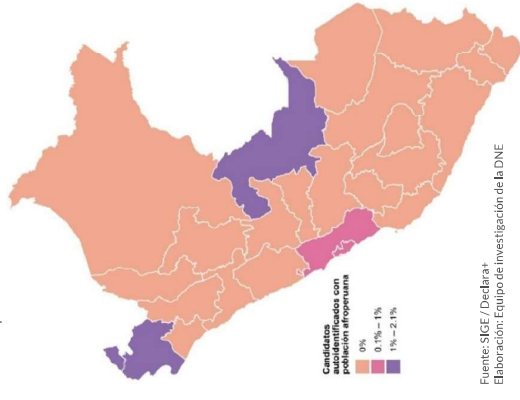 Candidatos
autoidentificados con
población afroperuana
0%
0.1% – 1%
1% – 2.1%
Fuente: SIGE / Declara+
Elaboración: Equipo de investigación de la DNE